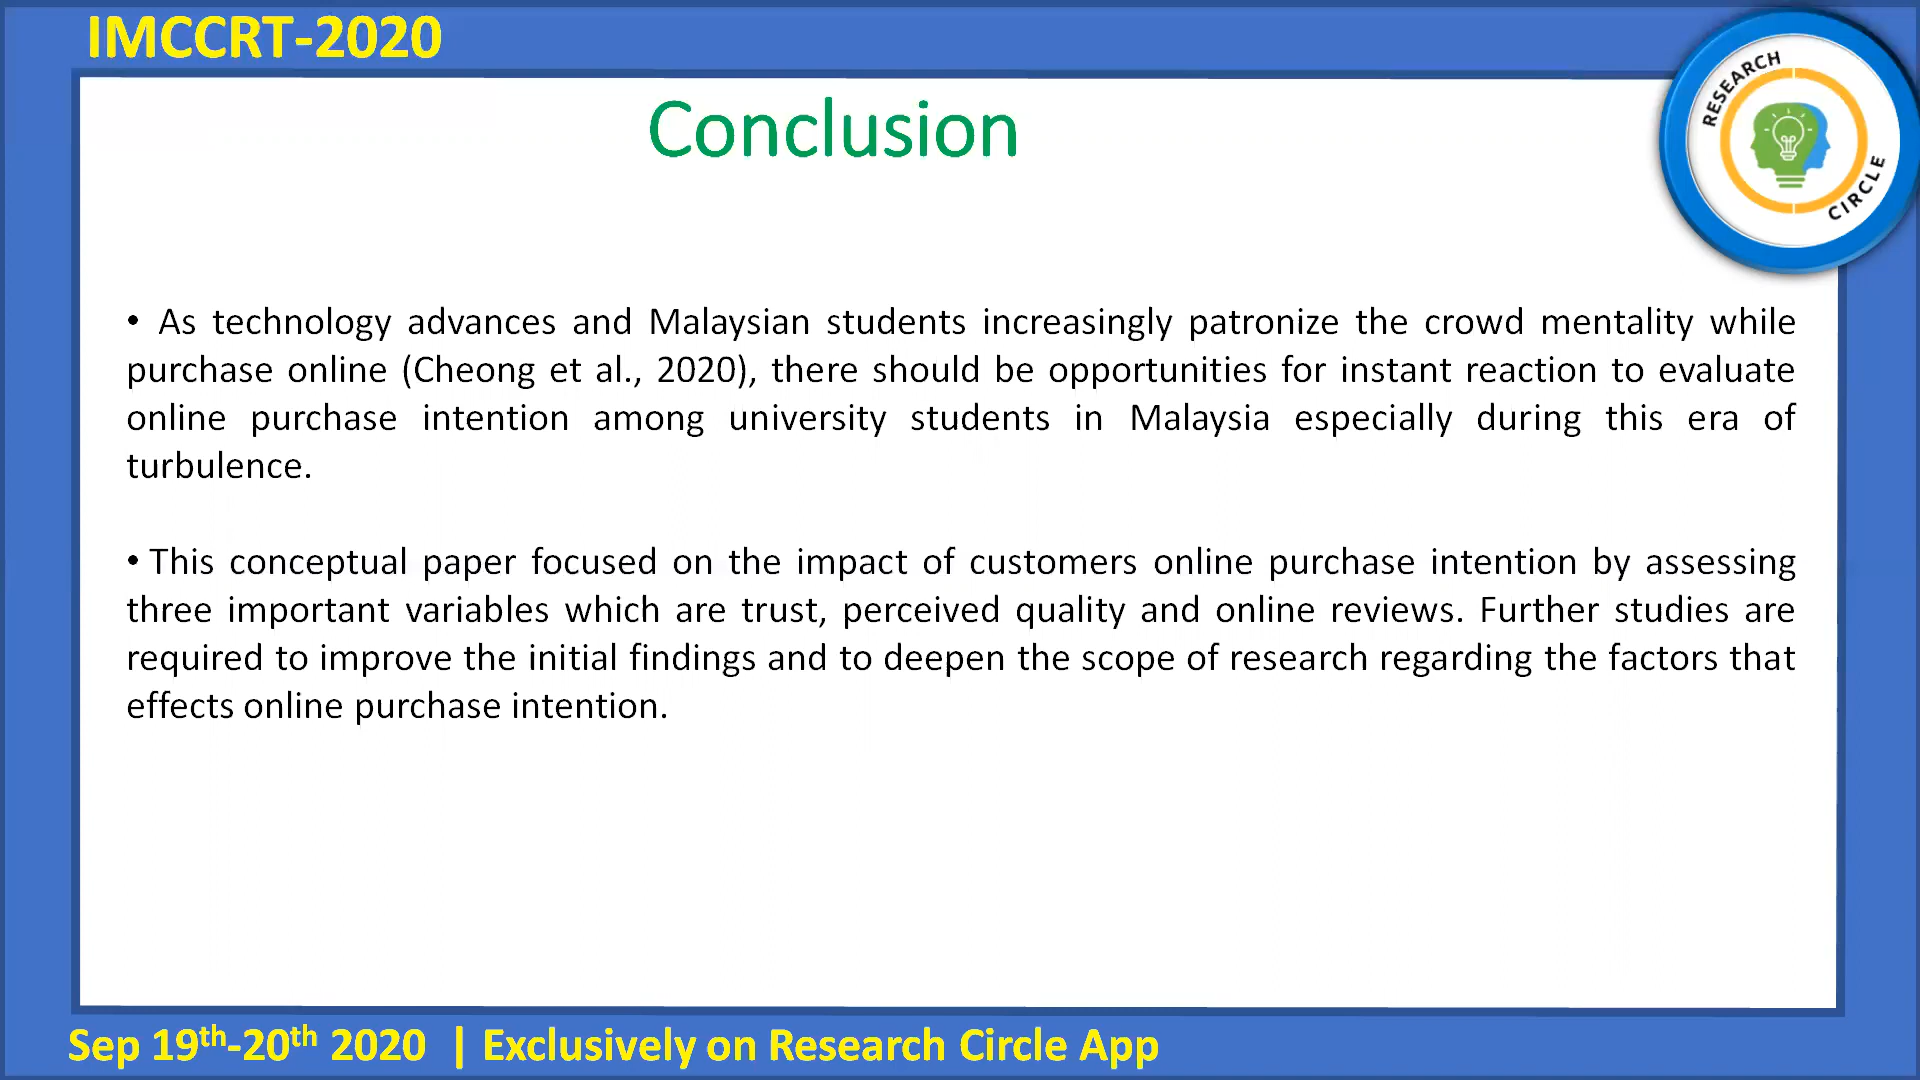 IMCCRT-2020
RESEARCH
CIRCLE
Conclusion
• As technology advances and Malaysian students increasingly patronize the crowd mentality while
purchase online (Cheong et al., 2020), there should be opportunities for instant reaction to evaluate
online purchase intention among university students in Malaysia especially during this era of
turbulence.
• This conceptual paper focused on the impact of customers online purchase intention by assessing
three important variables which are trust, perceived quality and online reviews. Further studies are
required to improve the initial findings and to deepen the scope of research regarding the factors that
effects online purchase intention.
Sep 19th-20th 2020 | Exclusively on Research Circle App